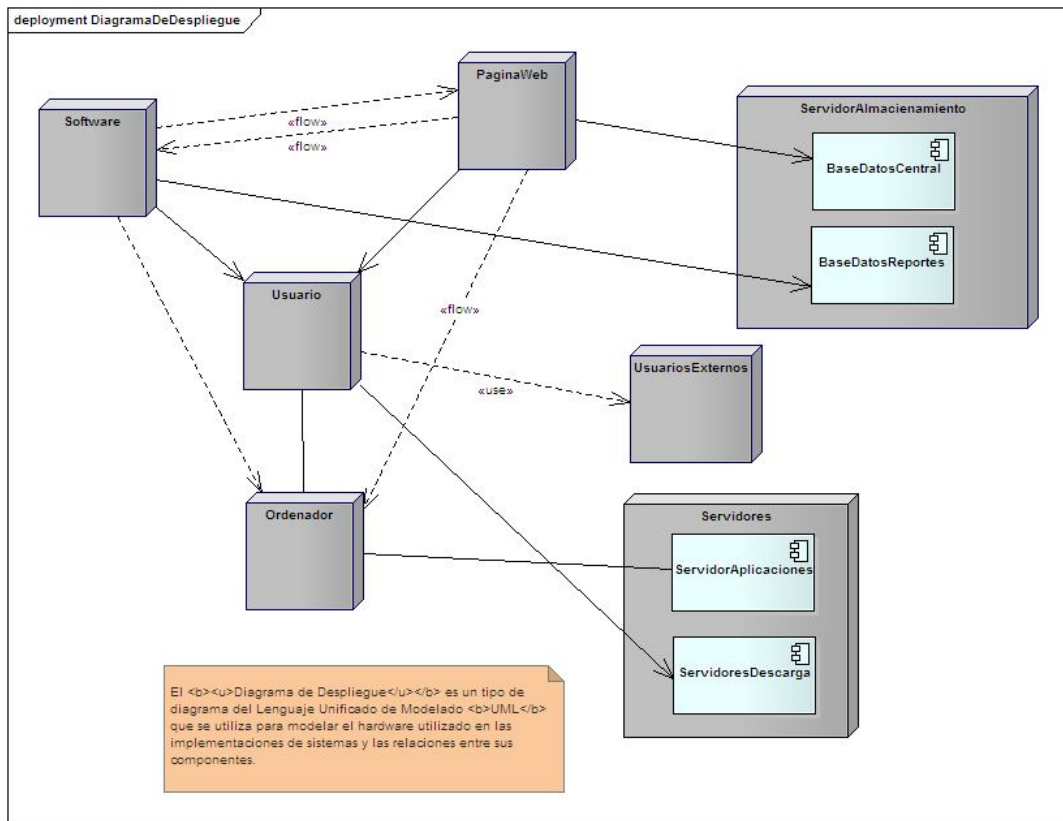 deployment DiagramaDeDespliegue
PaginaWeb
Software
«flow»
«flow»
ServidorAlmacienamiento
BaseDatosCentral
BaseDatosReportes
Usuario
«flow»
UsuariosExternos
«use»
Ordenador
Servidores
ServidorAplicaciones
ServidoresDescarga
El <b><u>Diagrama de Despliegue</u></b> es un tipo de
diagrama del Lenguaje Unificado de Modelado <b>UML</b>
que se utiliza para modelar el hardware utilizado en las
implementaciones de sistemas y las relaciones entre sus
componentes.